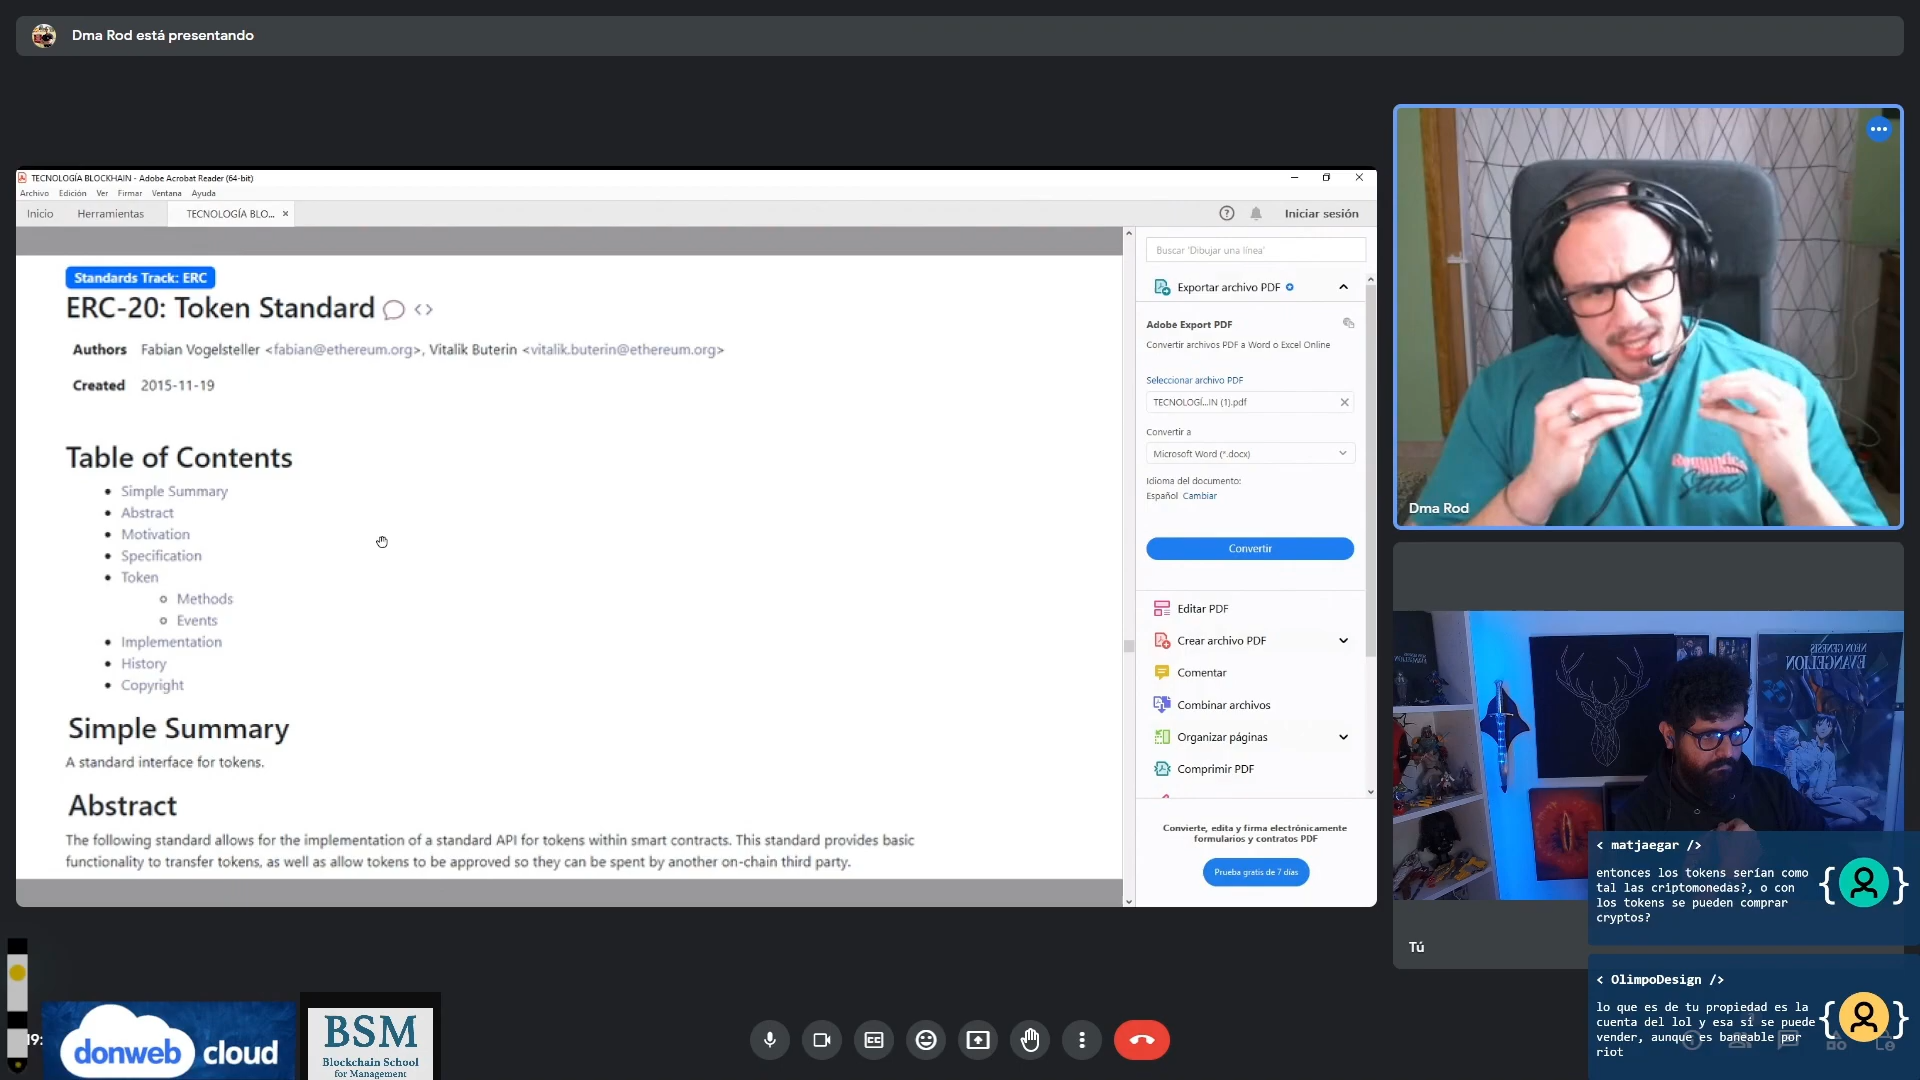 Dma Rod está presentando
TECNOLOGÍA BLOCKHAIN - Adobe Acrobat Reader (64-bit)
Archivo Edición Ver Firmar Ventana Ayuda
Inicio Herramientas TECNOLOGÍA BLO... × Iniciar sesión
Standards Track: ERC
ERC-20: Token Standard
Authors Fabian Vogelsteller <fabian@ethereum.org>, Vitalik Buterin <vitalik.buterin@ethereum.org>
Created 2015-11-19
Table of Contents
Simple Summary
Abstract
Motivation
Specification
Token
Methods
Events
Implementation
History
Copyright
Simple Summary
A standard interface for tokens.
Abstract
The following standard allows for the implementation of a standard API for tokens within smart contracts. This standard provides basic
functionality to transfer tokens, as well as allow tokens to be approved so they can be spent by another on-chain third party.
Buscar 'Dibujar una línea'
Exportar archivo PDF
Adobe Export PDF
Convertir archivos PDF a Word o Excel Online
Seleccionar archivo PDF
TECNOLOGÍ...IN (1).pdf
Convertir a
Microsoft Word (*.docx)
Idioma del documento:
Español Cambiar
Convertir
Editar PDF
Crear archivo PDF
Comentar
Combinar archivos
Organizar páginas
Comprimir PDF
Convierte, edita y firma electrónicamente
formularios y contratos PDF
Prueba gratis de 7 días
Dma Rod
NEON GENESIS
EVANGELION
Tú
< matjaegar />
entonces los tokens serían como
tal las criptomonedas?, o con
los tokens se pueden comprar
cryptos?
< OlimpoDesign />
lo que es de tu propiedad es la
cuenta del lol y esa sí se puede
vender, aunque es baneable por
riot
19:
donweb cloud
BSM
Blockchain School
for Management